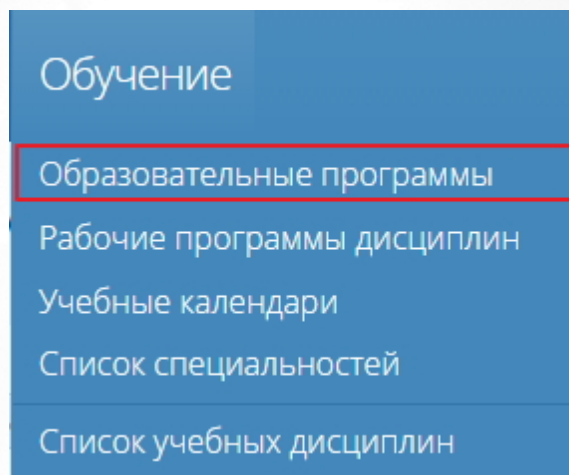 Обучение
Образовательные программы
Рабочие программы дисциплин
Учебные календари
Список специальностей
Список учебных дисциплин